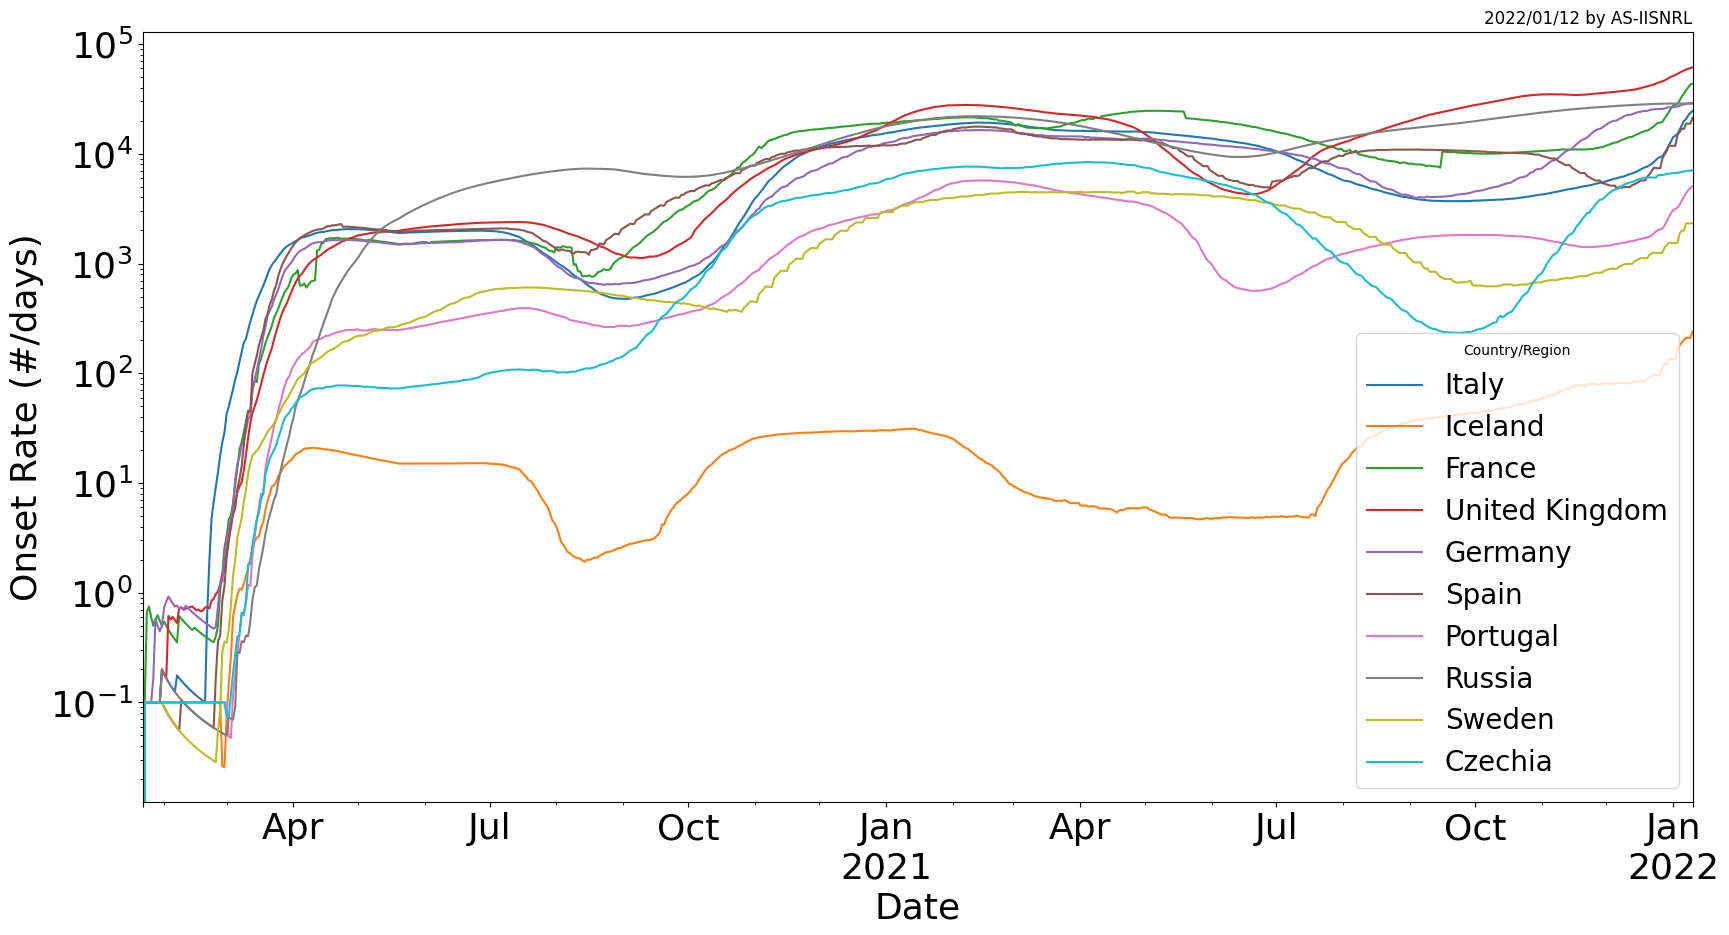 2022/01/12 by AS-IISNRL
Onset Rate (#/days)
10^5
10^4
10^3
10^2
10^1
10^0
10^−1
Country/Region
Italy
Iceland
France
United Kingdom
Germany
Spain
Portugal
Russia
Sweden
Czechia
Apr Jul Oct Jan Apr Jul Oct Jan
2021 2022
Date